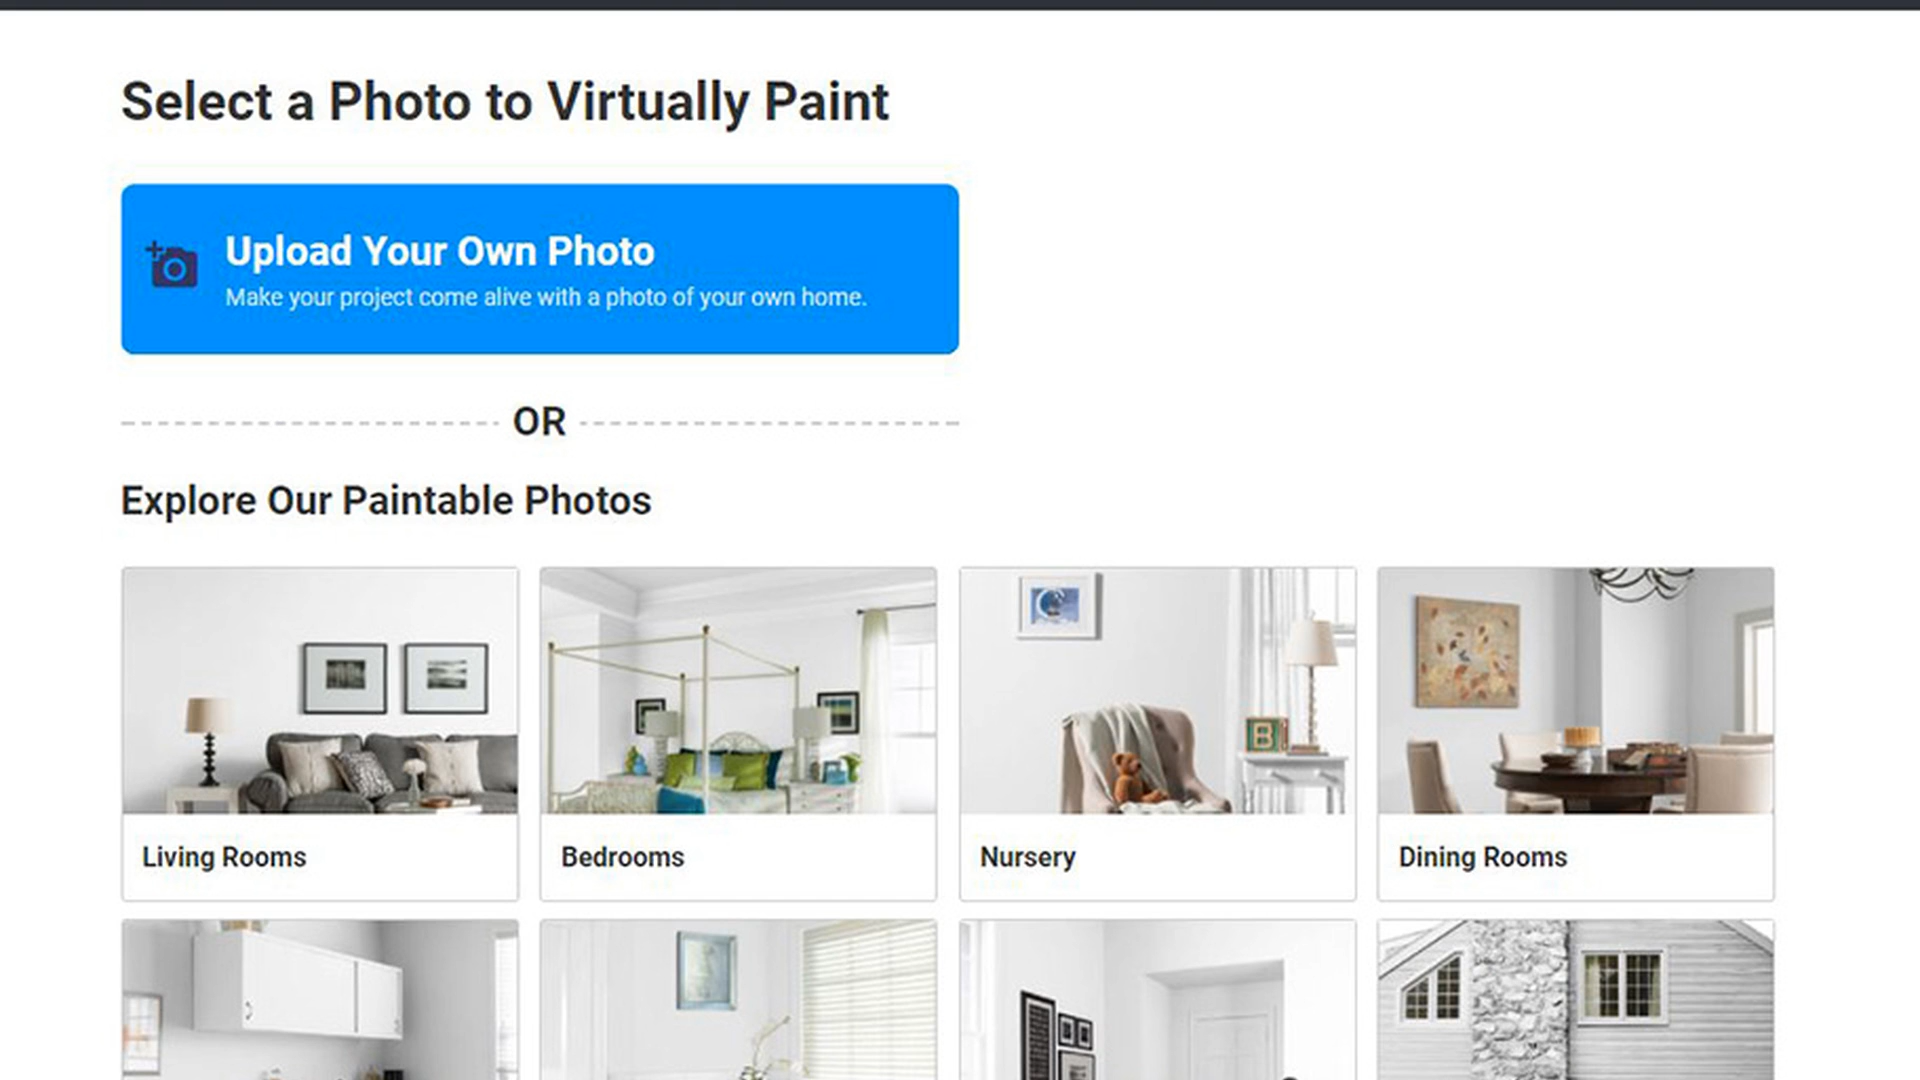 Select a Photo to Virtually Paint
Upload Your Own Photo
Make your project come alive with a photo of your own home.
OR
Explore Our Paintable Photos
B
Living Rooms
Bedrooms
Nursery
Dining Rooms